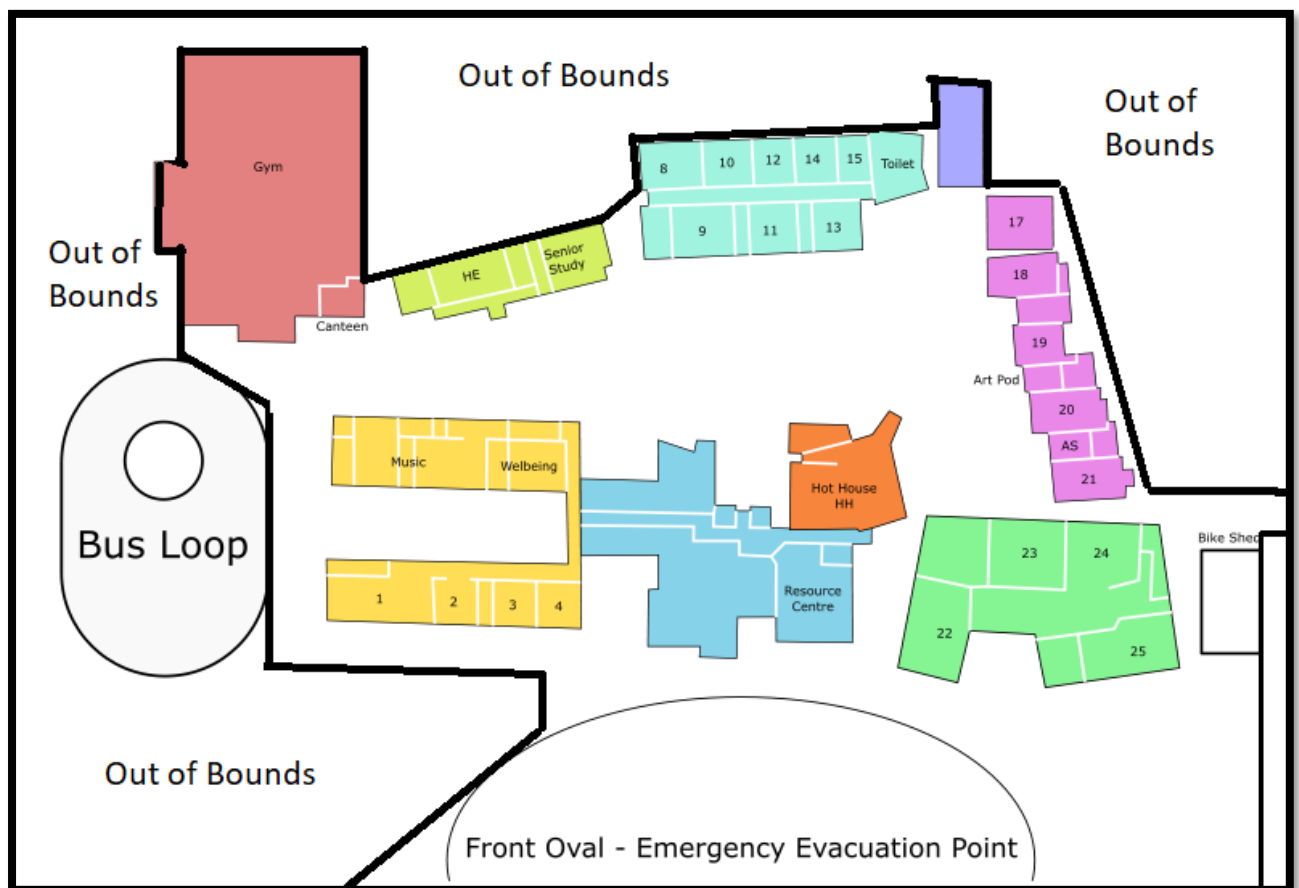 Out of Bounds
Out of
Bounds
Gym
8
10
12
14
15
Toilet
9
11
13
17
Out of
Bounds
HE
Senior
Study
18
Canteen
19
Art Pod
20
AS
21
Music
Welbeing
Hot House
HH
Bus Loop
Bike Shed
23
24
1
2
3
4
Resource
Centre
22
25
Out of Bounds
Front Oval - Emergency Evacuation Point